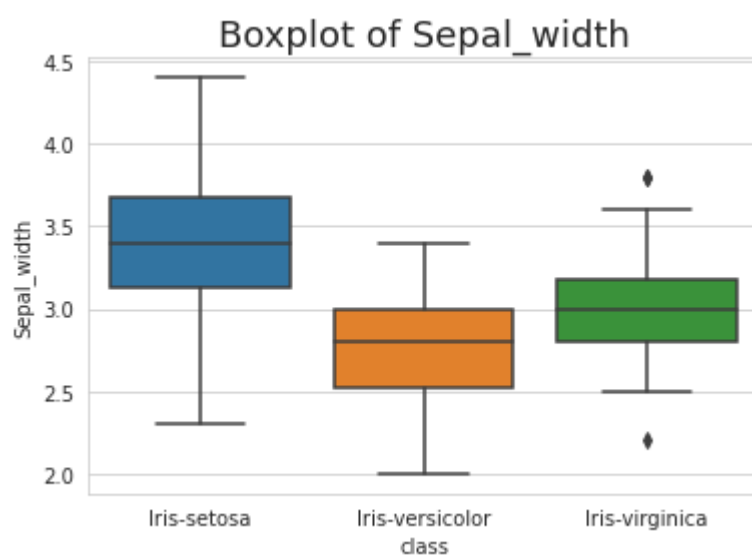 Boxplot of Sepal_width
4.5
4.0
3.5
3.0
2.5
2.0
Sepal_width
Iris-setosa Iris-versicolor Iris-virginica
class